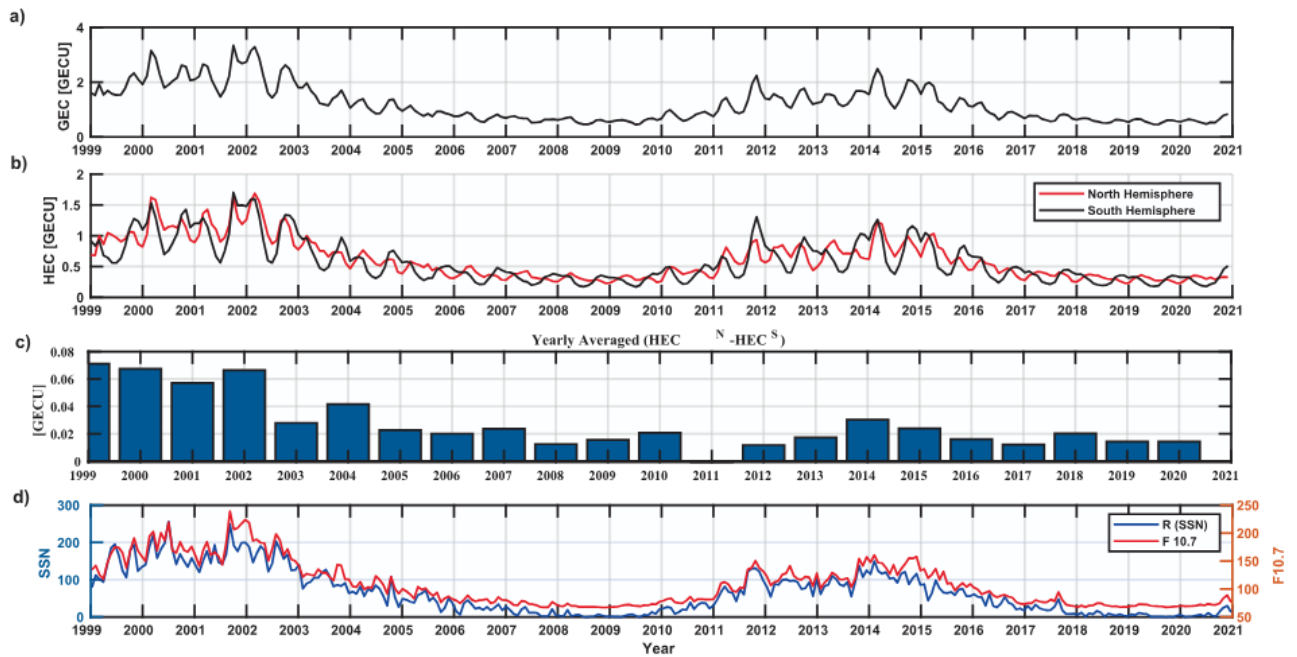 a)
GEC [GECU]
4
2
0
1999 2000 2001 2002 2003 2004 2005 2006 2007 2008 2009 2010 2011 2012 2013 2014 2015 2016 2017 2018 2019 2020 2021
b)
HEC [GECU]
2
1.5
1
0.5
0
North Hemisphere
South Hemisphere
1999 2000 2001 2002 2003 2004 2005 2006 2007 2008 2009 2010 2011 2012 2013 2014 2015 2016 2017 2018 2019 2020 2021
c)
Yearly Averaged (HEC N -HEC S )
[GECU]
0.08
0.06
0.04
0.02
0
1999 2000 2001 2002 2003 2004 2005 2006 2007 2008 2009 2010 2011 2012 2013 2014 2015 2016 2017 2018 2019 2020 2021
d)
SSN
300
200
100
0
R (SSN)
F 10.7
250
200
150
100
50
F10.7
1999 2000 2001 2002 2003 2004 2005 2006 2007 2008 2009 2010 2011 2012 2013 2014 2015 2016 2017 2018 2019 2020 2021
Year